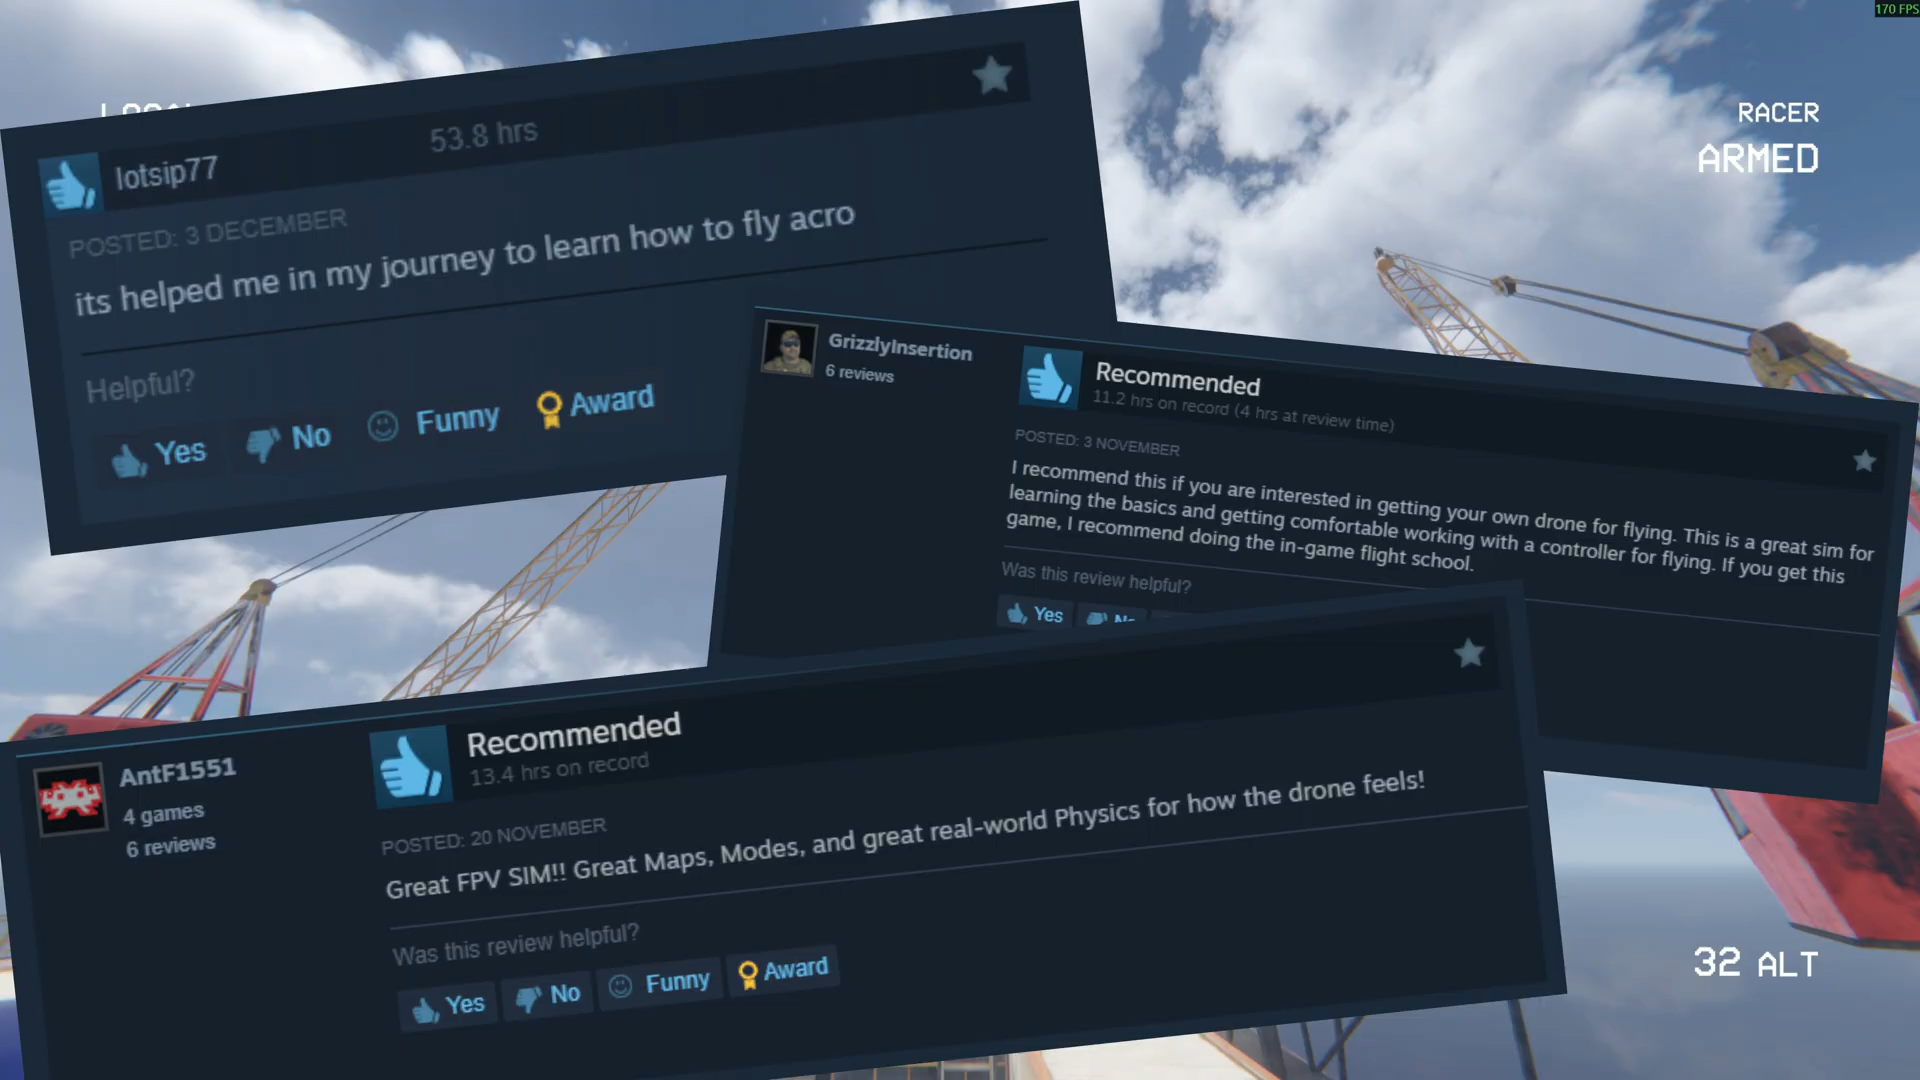 170 FPS
RACER
ARMED
lotsip77
53.8 hrs
POSTED: 3 DECEMBER
its helped me in my journey to learn how to fly acro
Helpful?
Yes
No
Funny
Award
GrizzlyInsertion
6 reviews
Recommended
11.2 hrs on record (4 hrs at review time)
POSTED: 3 NOVEMBER
I recommend this if you are interested in getting your own drone for flying. This is a great sim for
learning the basics and getting comfortable working with a controller for flying. If you get this
game, I recommend doing the in-game flight school.
Was this review helpful?
Yes
No
AntF1551
4 games
6 reviews
Recommended
13.4 hrs on record
POSTED: 20 NOVEMBER
Great FPV SIM!! Great Maps, Modes, and great real-world Physics for how the drone feels!
Was this review helpful?
Yes
No
Funny
Award
32 ALT